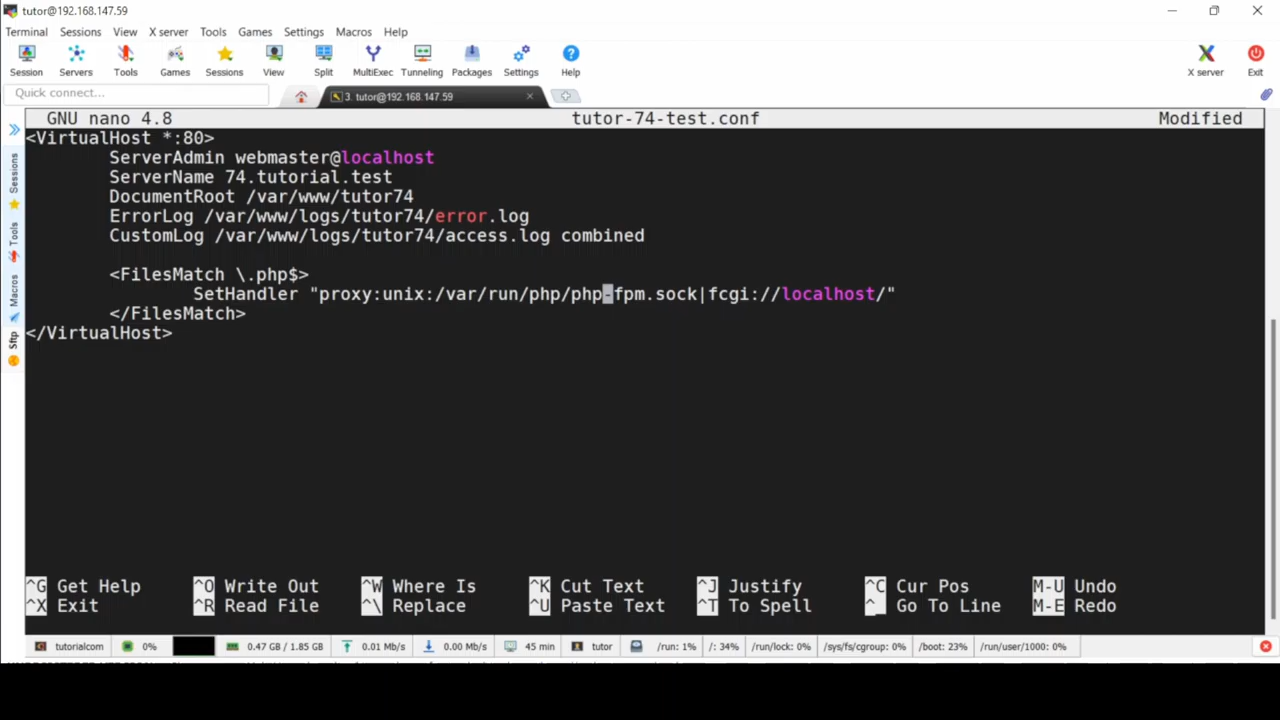 tutor@192.168.147.59
Terminal Sessions View X server Tools Games Settings Macros Help
Session Servers Tools Games Sessions View Split MultiExec Tunneling Packages Settings Help X server Exit
Quick connect...
3. tutor@192.168.147.59
GNU nano 4.8 tutor-74-test.conf Modified
<VirtualHost *:80>
ServerAdmin webmaster@localhost
ServerName 74.tutorial.test
DocumentRoot /var/www/tutor74
ErrorLog /var/www/logs/tutor74/error.log
CustomLog /var/www/logs/tutor74/access.log combined
<FilesMatch \.php$>
SetHandler "proxy:unix:/var/run/php/php-fpm.sock|fcgi://localhost/"
</FilesMatch>
</VirtualHost>
Sessions
Tools
Macros
Sftp
^G Get Help ^O Write Out ^W Where Is ^K Cut Text ^J Justify ^C Cur Pos M-U Undo
^X Exit ^R Read File ^\ Replace ^U Paste Text ^T To Spell ^_ Go To Line M-E Redo
tutorialcom 0% 0.47 GB / 1.85 GB 0.01 Mb/s 0.00 Mb/s 45 min tutor /run: 1% /: 34% /run/lock: 0% /sys/fs/cgroup: 0% /boot: 23% /run/user/1000: 0%